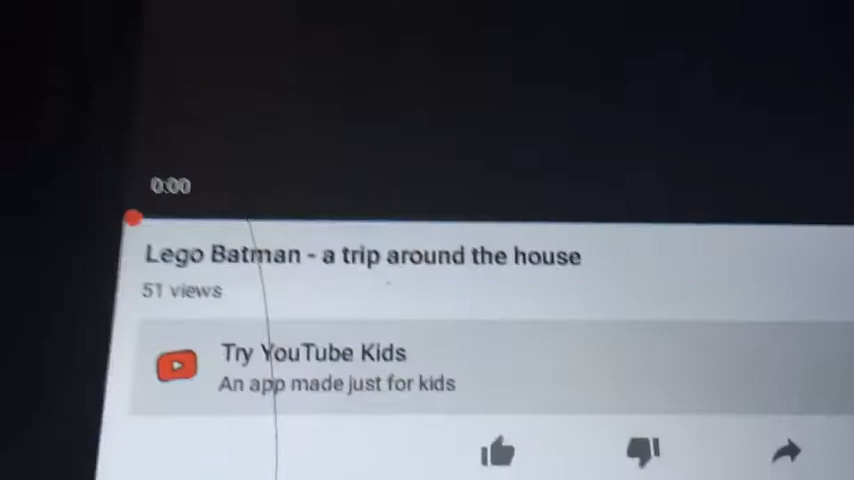 0:00
Lego Batman - a trip around the house
51 views
Try YouTube Kids
An app made just for kids